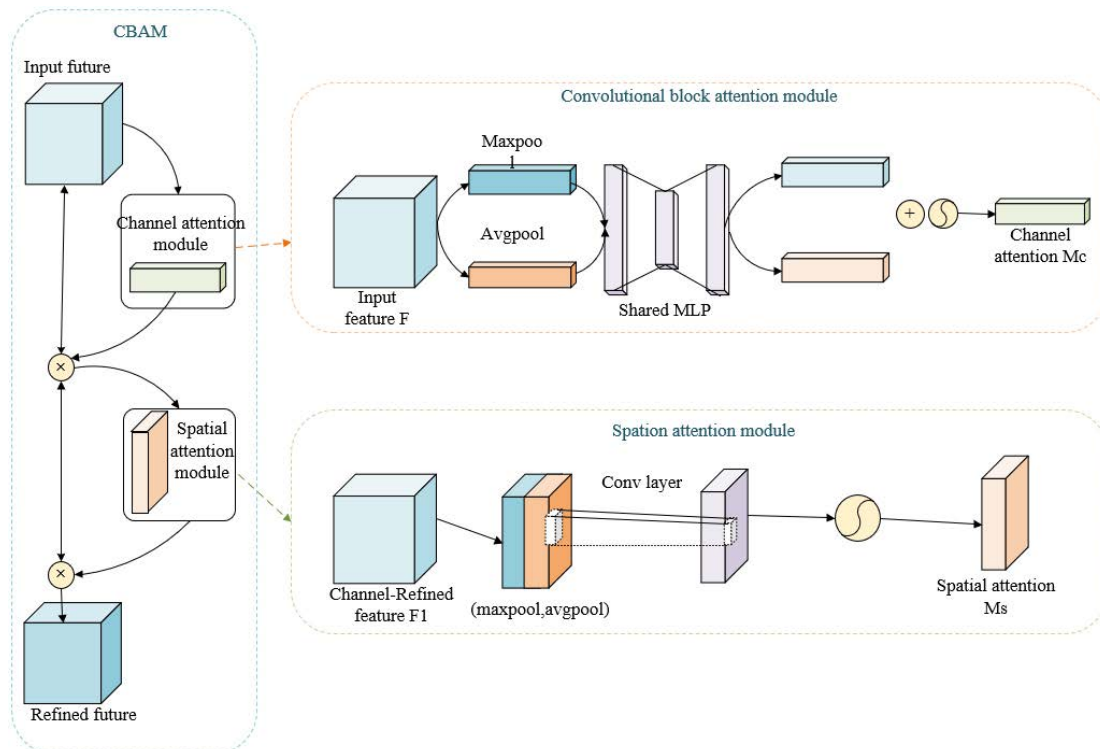 CBAM
Input future
Channel attention
module
Spatial
attention
module
Refined future
Convolutional block attention module
Maxpoo
l
Avgpool
Input
feature F
Shared MLP
+
Channel
attention Mc
×
×
Spation attention module
Conv layer
Channel-Refined
feature F1
(maxpool,avgpool)
Spatial attention
Ms